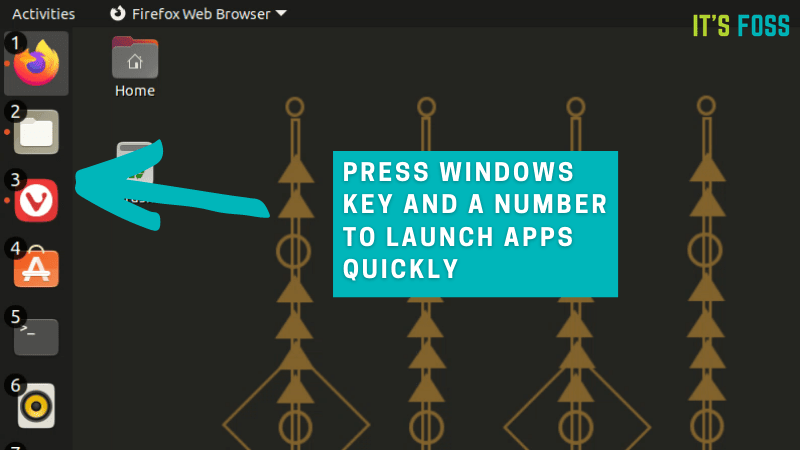 Activities
Firefox Web Browser
IT'S FOSS
1
Home
2
3
PRESS WINDOWS
KEY AND A NUMBER
TO LAUNCH APPS
QUICKLY
4
5
>_
6